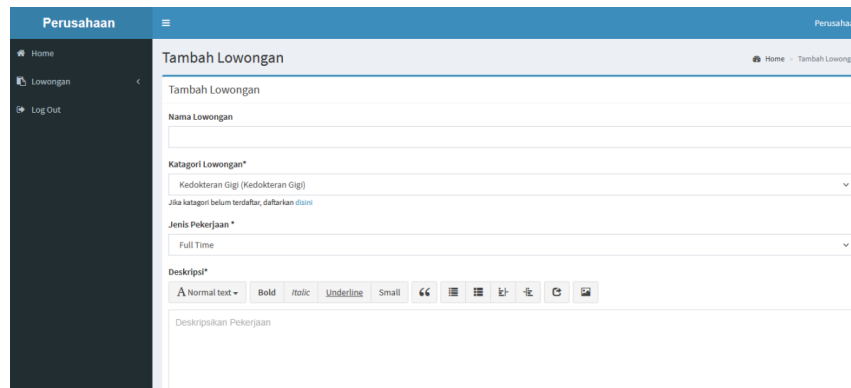 Perusahaan
Perusahaa
Home
Lowongan
Log Out
Tambah Lowongan
Home > Tambah Lowong
Tambah Lowongan
Nama Lowongan
Katagori Lowongan*
Kedokteran Gigi (Kedokteran Gigi)
Jika katagori belum terdaftar, daftarkan disini
Jenis Pekerjaan *
Full Time
Deskripsi*
A Normal text Bold Italic Underline Small
Deskripsikan Pekerjaan